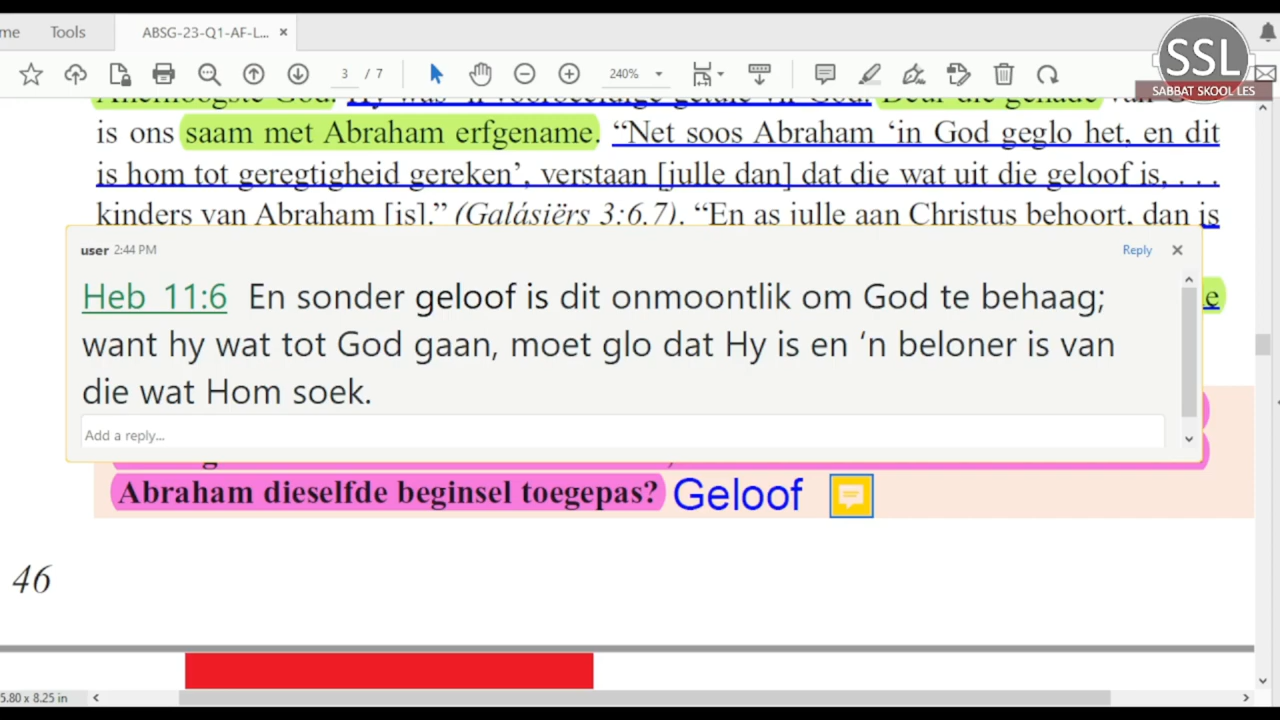 me
Tools
ABSG-23-Q1-AF-L... ×
SSL
SABBAT SKOOL LES
3 / 7
240%
is ons saam met Abraham erfgename. “Net soos Abraham ‘in God geglo het, en dit
is hom tot geregtigheid gereken’, verstaan [julle dan] dat die wat uit die geloof is, . . .
kinders van Abraham [is].” (Galásiërs 3:6,7). “En as julle aan Christus behoort, dan is
user 2:44 PM
Reply
Heb 11:6 En sonder geloof is dit onmoontlik om God te behaag;
want hy wat tot God gaan, moet glo dat Hy is en ‘n beloner is van
die wat Hom soek.
Add a reply...
e
Abraham dieselfde beginsel toegepas? Geloof
46
5.80 x 8.25 in